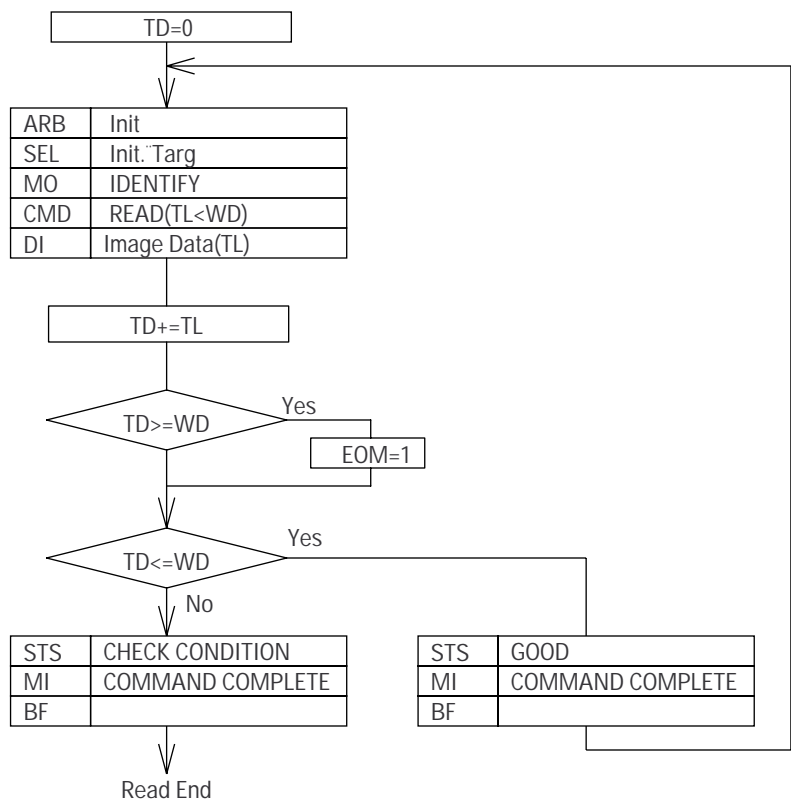 TD=0
ARB Init
SEL Init.¨Targ
MO IDENTIFY
CMD READ(TL<WD)
DI Image Data(TL)
TD+=TL
TD>=WD
Yes
EOM=1
TD<=WD
Yes
No
STS CHECK CONDITION
MI COMMAND COMPLETE
BF
STS GOOD
MI COMMAND COMPLETE
BF
Read End